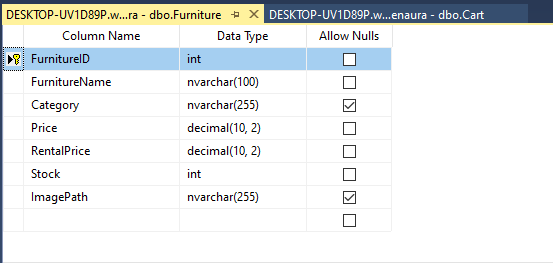 DESKTOP-UV1D89P.w...ra - dbo.Furniture DESKTOP-UV1D89P.w...enaura - dbo.Cart
Column Name Data Type Allow Nulls
FurnitureID int
FurnitureName nvarchar(100)
Category nvarchar(255)
Price decimal(10, 2)
RentalPrice decimal(10, 2)
Stock int
ImagePath nvarchar(255)